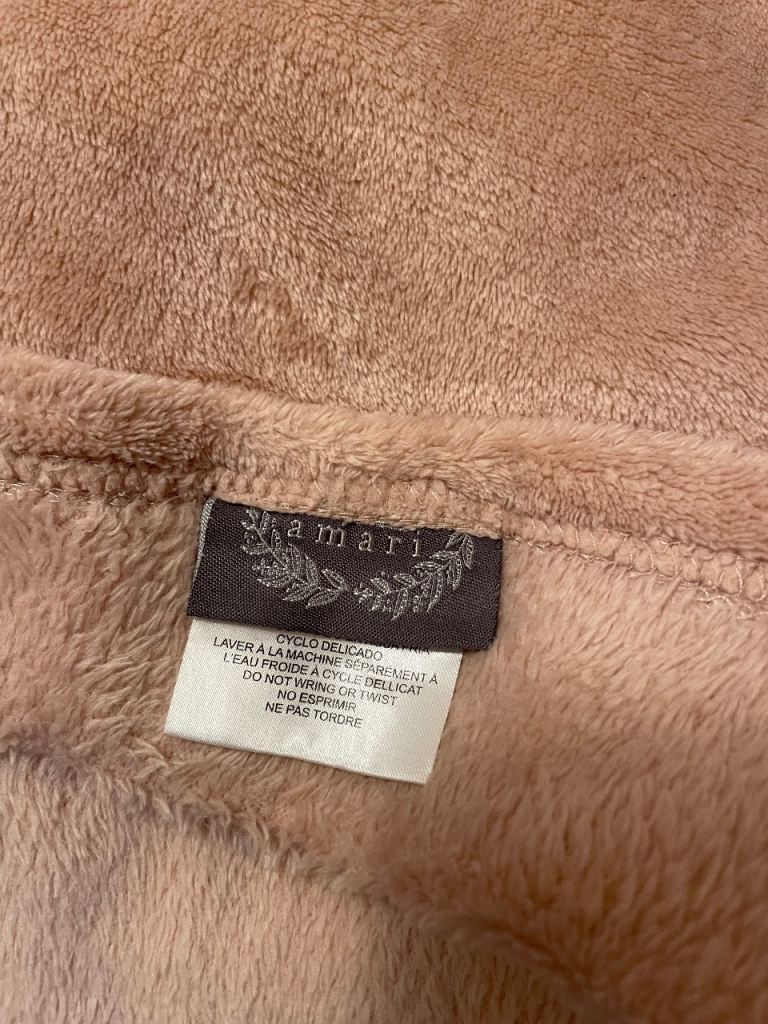 amari
CYCLO DELICADO
LAVER À LA MACHINE SÉPAREMENT À
L'EAU FROIDE À CYCLE DELLICAT
DO NOT WRING OR TWIST
NO ESPRIMIR
NE PAS TORDRE